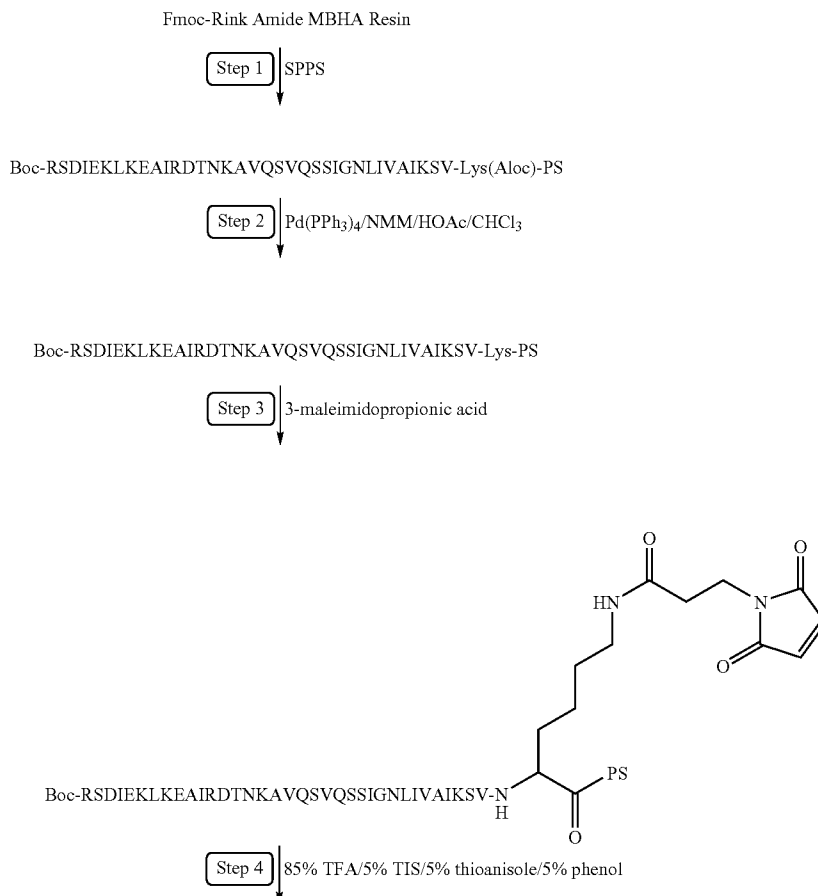 Fmoc-Rink Amide MBHA Resin
Step 1 SPPS
Boc-RSDIEKLKEAIRDTNKAVQSVQSSIGNLIVAIKSV-Lys(Aloc)-PS
Step 2 Pd(PPh3)4/NMM/HOAc/CHCl3
Boc-RSDIEKLKEAIRDTNKAVQSVQSSIGNLIVAIKSV-Lys-PS
Step 3 3-maleimidopropionic acid
O
O
HN
N
O
PS
Boc-RSDIEKLKEAIRDTNKAVQSVQSSIGNLIVAIKSV-N
H
O
Step 4 85% TFA/5% TIS/5% thioanisole/5% phenol